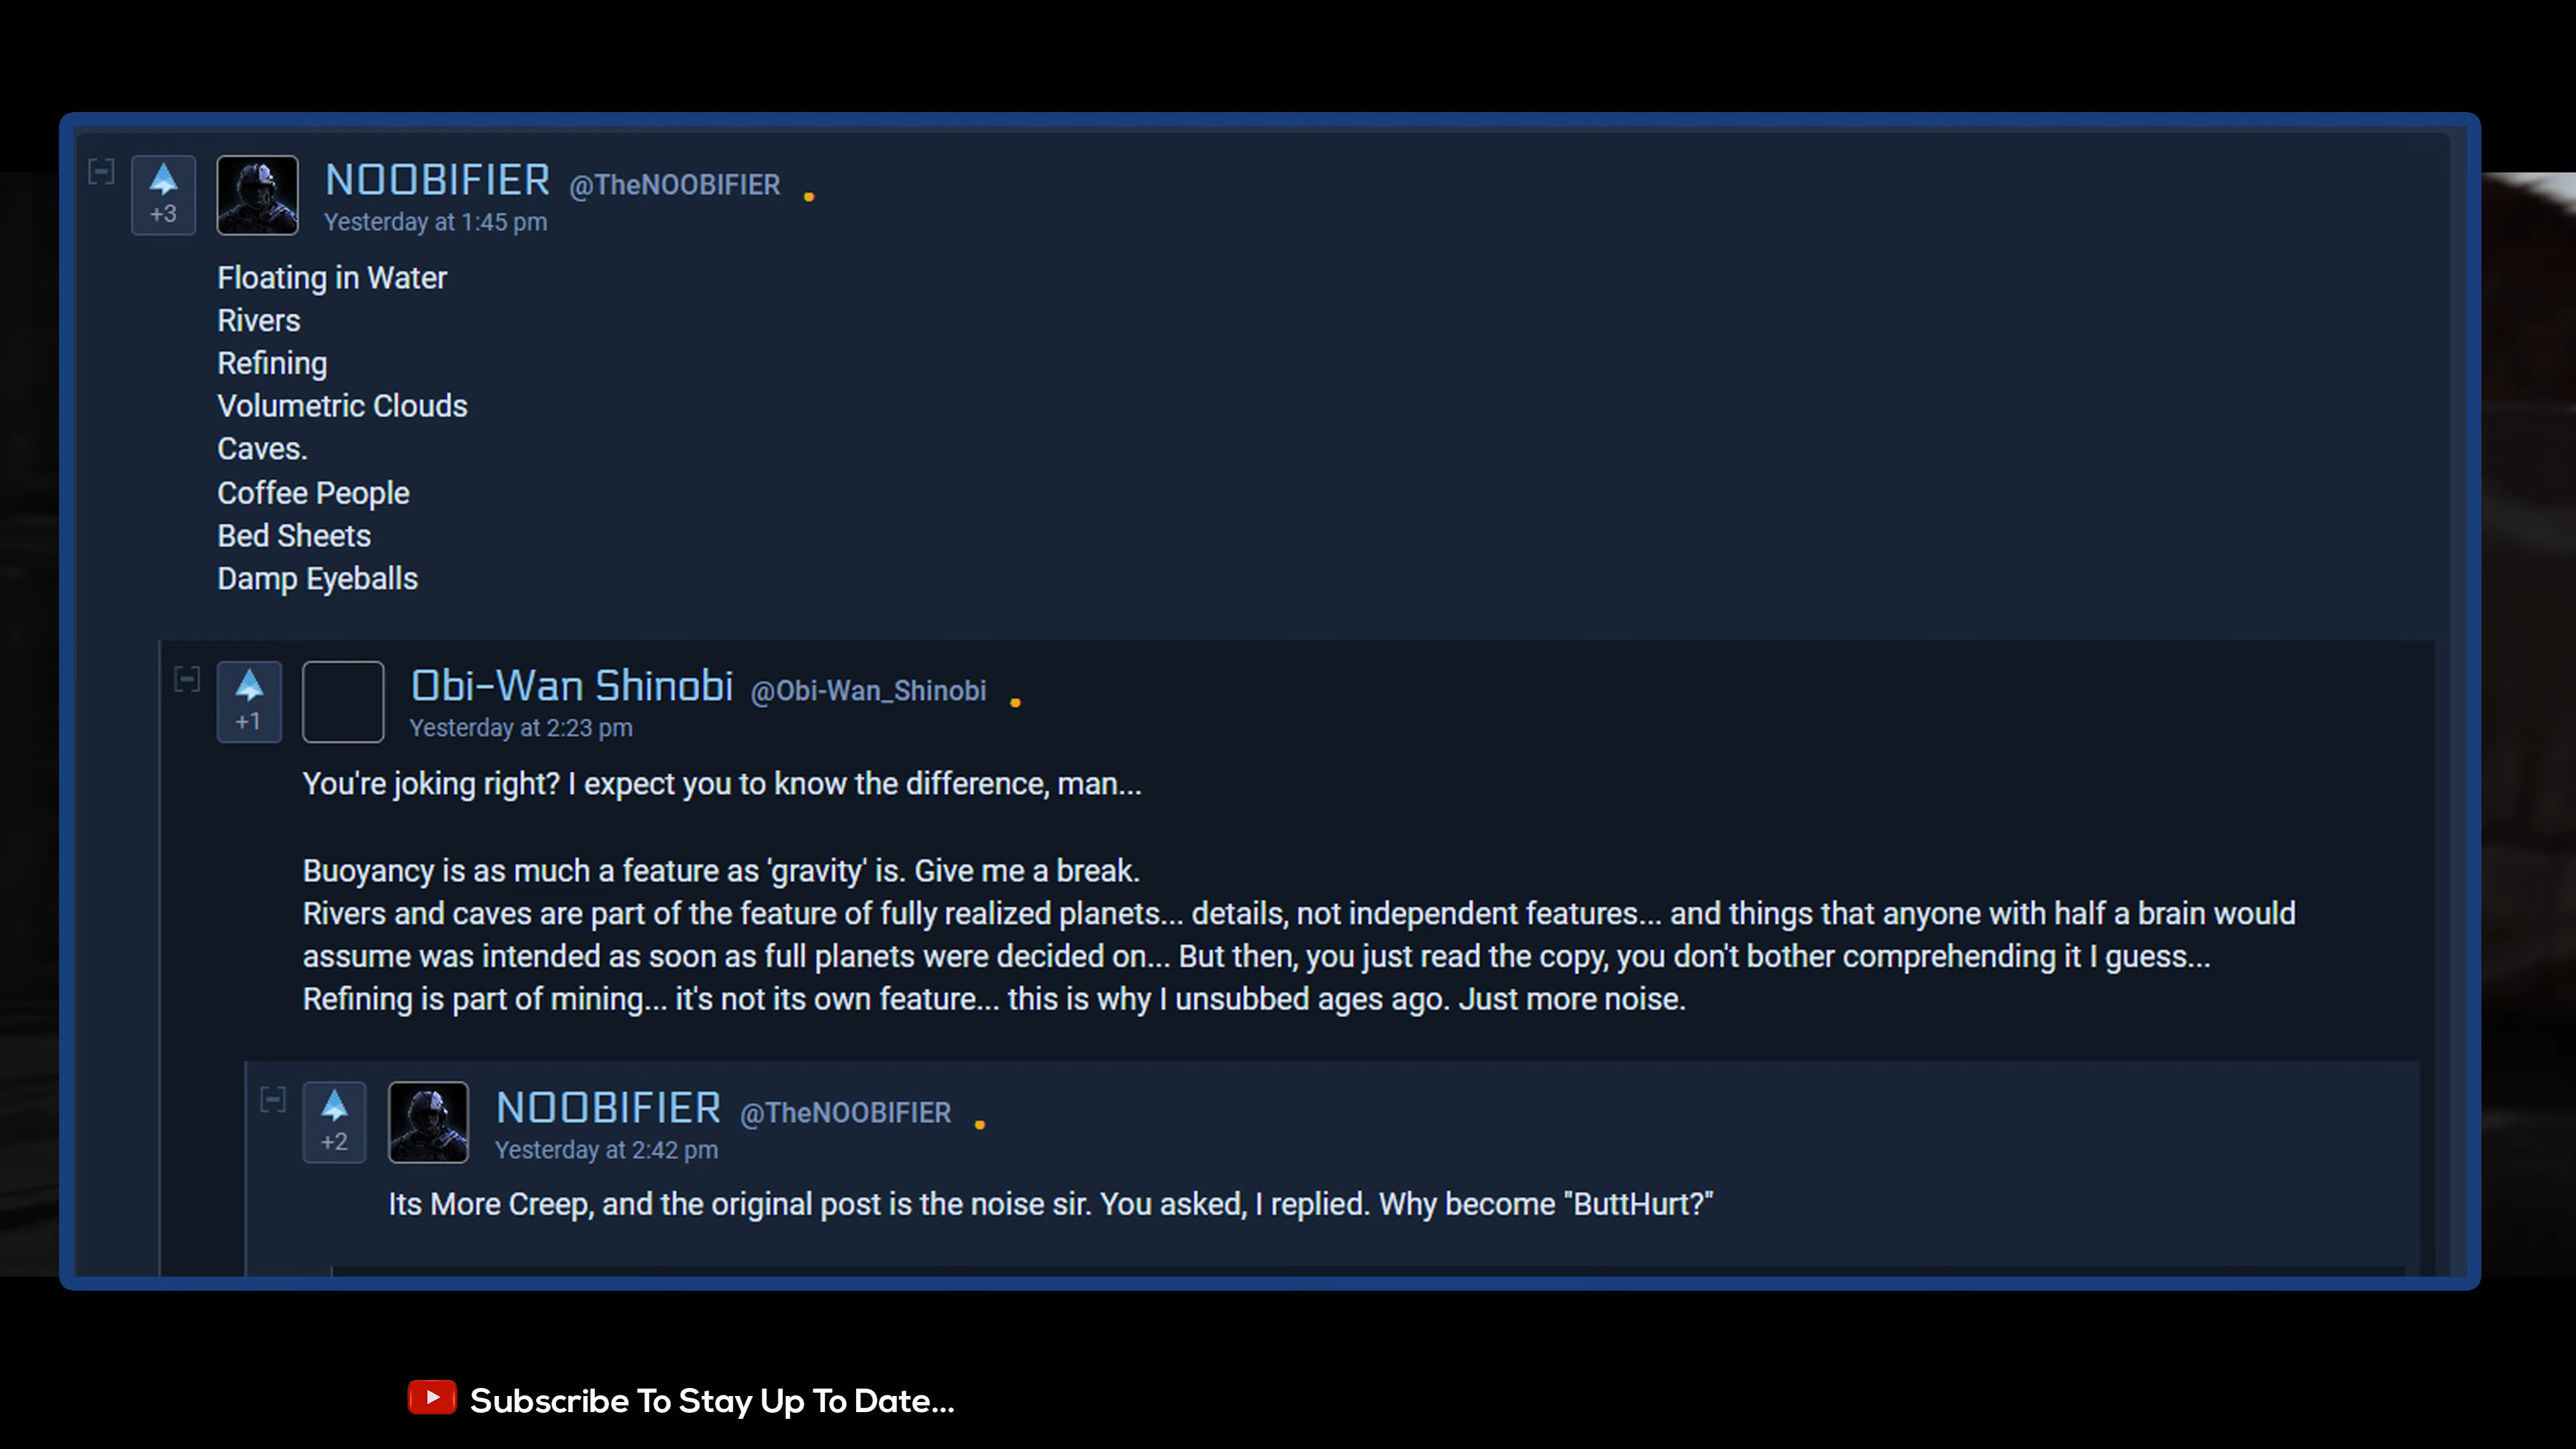 NOOBIFIER @TheNOOBIFIER
+3
Yesterday at 1:45 pm
Floating in Water
Rivers
Refining
Volumetric Clouds
Caves.
Coffee People
Bed Sheets
Damp Eyeballs
Obi-Wan Shinobi @Obi-Wan_Shinobi
+1
Yesterday at 2:23 pm
You're joking right? I expect you to know the difference, man...
Buoyancy is as much a feature as 'gravity' is. Give me a break.
Rivers and caves are part of the feature of fully realized planets... details, not independent features... and things that anyone with half a brain would
assume was intended as soon as full planets were decided on... But then, you just read the copy, you don't bother comprehending it I guess...
Refining is part of mining... it's not its own feature... this is why I unsubbed ages ago. Just more noise.
NOOBIFIER @TheNOOBIFIER
+2
Yesterday at 2:42 pm
Its More Creep, and the original post is the noise sir. You asked, I replied. Why become "ButtHurt?"
Subscribe To Stay Up To Date...